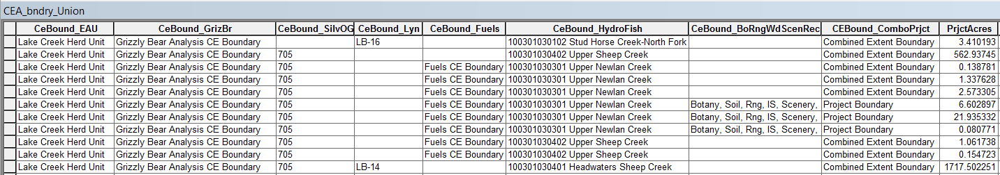 CEA_bndry_Union
CeBound_EAU CeBound_GrizBr CeBound_SilvOG CeBound_Lyn CeBound_Fuels CeBound_HydroFish CeBound_BoRngWdScenRec CEBound_ComboPrjct PrjctAcres
Lake Creek Herd Unit Grizzly Bear Analysis CE Boundary LB-16 100301030102 Stud Horse Creek-North Fork Combined Extent Boundary 3.410193
Lake Creek Herd Unit Grizzly Bear Analysis CE Boundary 705 100301030402 Upper Sheep Creek Combined Extent Boundary 562.93745
Lake Creek Herd Unit Grizzly Bear Analysis CE Boundary 705 Fuels CE Boundary 100301030301 Upper Newlan Creek Combined Extent Boundary 0.138781
Lake Creek Herd Unit Grizzly Bear Analysis CE Boundary 705 Fuels CE Boundary 100301030301 Upper Newlan Creek Combined Extent Boundary 1.337628
Lake Creek Herd Unit Grizzly Bear Analysis CE Boundary 705 Fuels CE Boundary 100301030301 Upper Newlan Creek Combined Extent Boundary 2.573305
Lake Creek Herd Unit Grizzly Bear Analysis CE Boundary 705 Fuels CE Boundary 100301030301 Upper Newlan Creek Botany, Soil, Rng, IS, Scenery, Project Boundary 6.602897
Lake Creek Herd Unit Grizzly Bear Analysis CE Boundary 705 Fuels CE Boundary 100301030301 Upper Newlan Creek Botany, Soil, Rng, IS, Scenery, Project Boundary 21.935332
Lake Creek Herd Unit Grizzly Bear Analysis CE Boundary 705 Fuels CE Boundary 100301030301 Upper Newlan Creek Botany, Soil, Rng, IS, Scenery, Project Boundary 0.080771
Lake Creek Herd Unit Grizzly Bear Analysis CE Boundary 705 Fuels CE Boundary 100301030402 Upper Sheep Creek Combined Extent Boundary 1.061738
Lake Creek Herd Unit Grizzly Bear Analysis CE Boundary 705 Fuels CE Boundary 100301030402 Upper Sheep Creek Combined Extent Boundary 0.154723
Lake Creek Herd Unit Grizzly Bear Analysis CE Boundary 705 LB-14 100301030401 Headwaters Sheep Creek Combined Extent Boundary 1717.502251